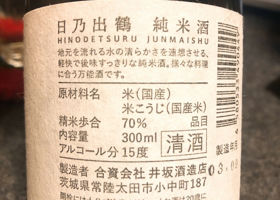 日乃出鶴 純米酒
HINODETSURU JUNMAISHU
地元を流れる水の清らかさを連想させる、
軽快で後味すっきりな純米酒。様々な料理
に合う万能酒です。
原材料名 米(国産)
米こうじ(国産米)
精米歩合 70%
内容量 300ml
アルコール分 15度
清酒
製造者 合資会社 井坂酒造店
茨城県常陸太田市小中町187
製造年月
3.